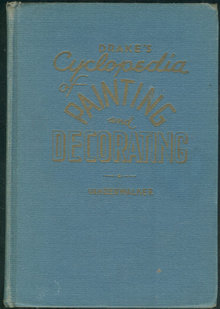 DRAKE'S
Cyclopedia
of
PAINTING
and
DECORATING